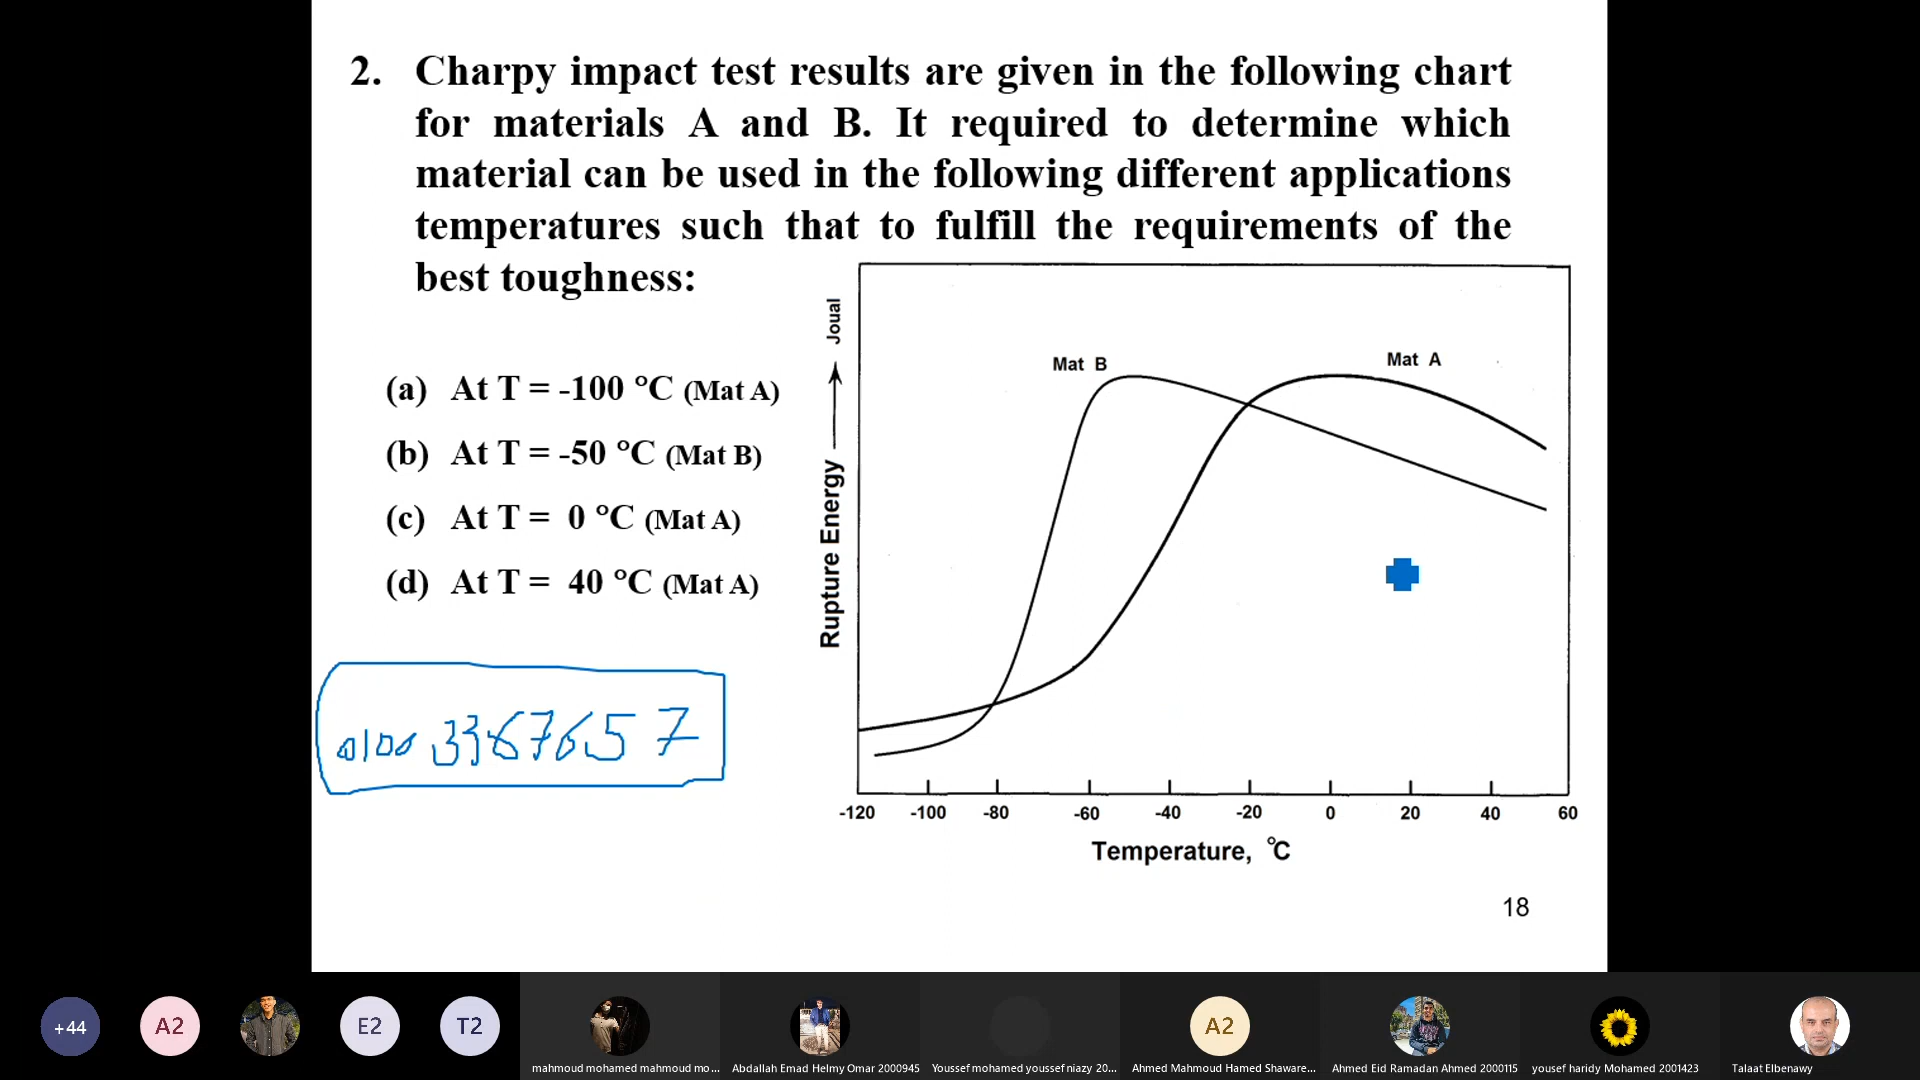 2. Charpy impact test results are given in the following chart
for materials A and B. It required to determine which
material can be used in the following different applications
temperatures such that to fulfill the requirements of the
best toughness:
(a) At T = -100 °C (Mat A)
(b) At T = -50 °C (Mat B)
(c) At T = 0 °C (Mat A)
(d) At T = 40 °C (Mat A)
Rupture Energy Joual
Mat B
Mat A
-120 -100 -80 -60 -40 -20 0 20 40 60
Temperature, °C
01003367657
18
+44
A2
E2
T2
mahmoud mohamed mahmoud mo...
Abdallah Emad Helmy Omar 2000945
Youssef mohamed youssef niazy 20...
A2
Ahmed Mahmoud Hamed Shaware...
Ahmed Eid Ramadan Ahmed 2000115
yousef haridy Mohamed 2001423
Talaat Elbenawy